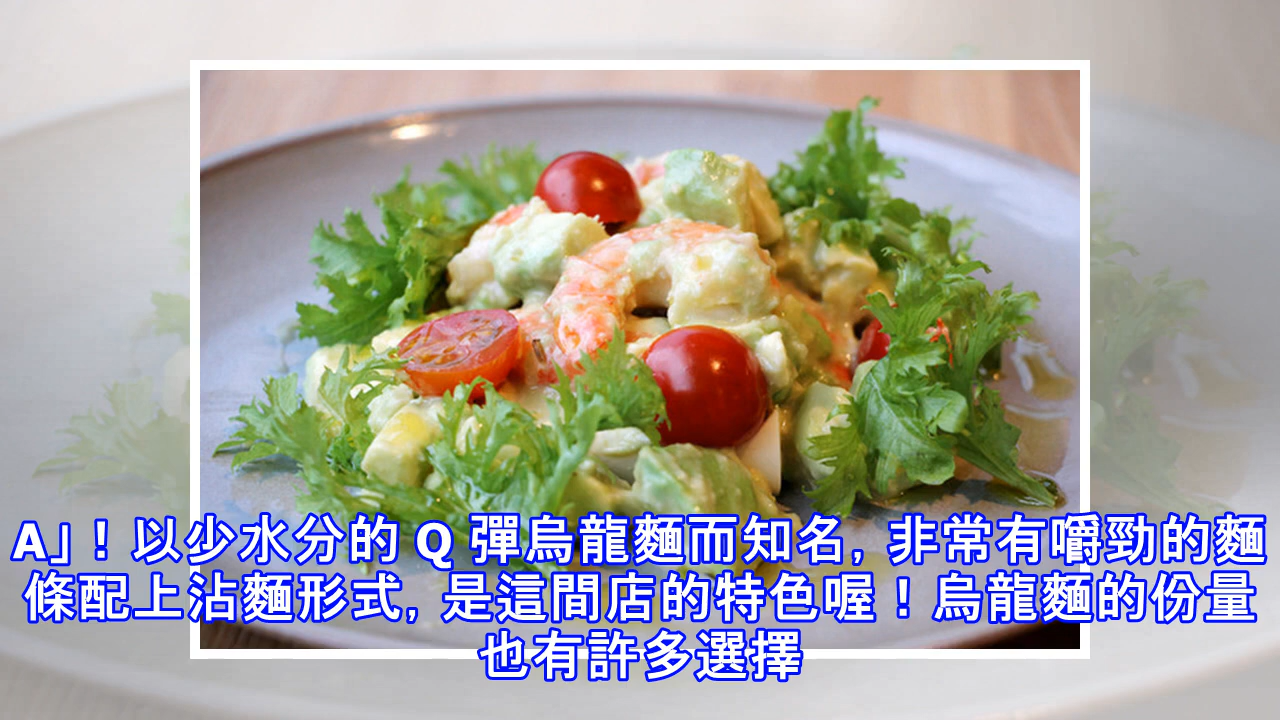 A」！以少水分的 Q 彈烏龍麵而知名，非常有嚼勁的麵
條配上沾麵形式，是這間店的特色喔！烏龍麵的份量
也有許多選擇